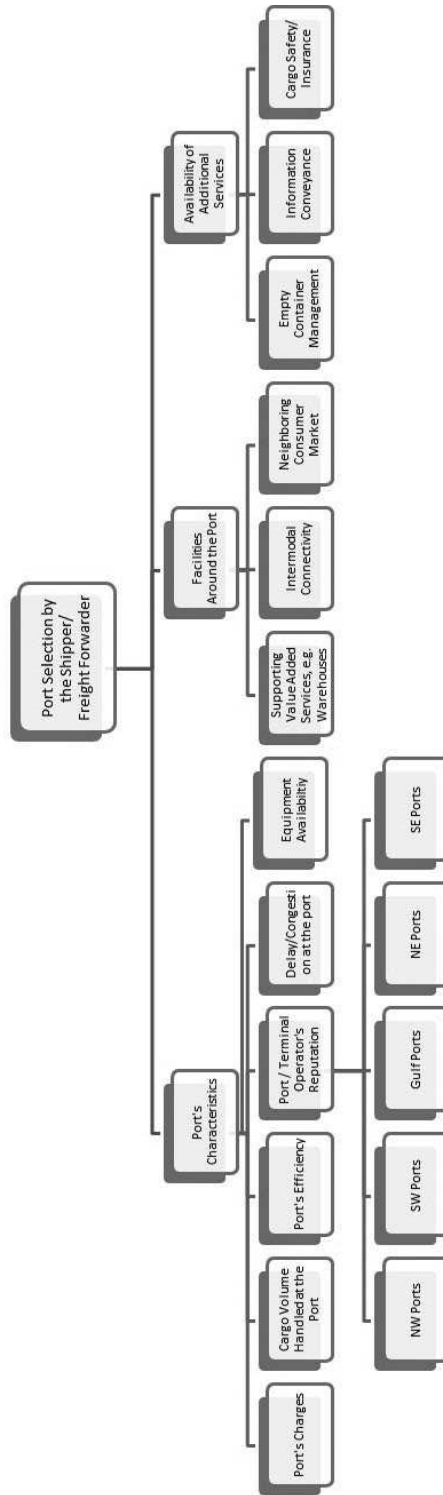 Port Selection by
the Shipper/
Freight Forwarder
Port's
Characteristics
Facilities
Around the Port
Availability of
Additional
Services
Port's Charges
Cargo Volume
Handled at the
Port
Port's Efficiency
Port / Terminal
Operator's
Reputation
Delay/Congesti
on at the port
Equipment
Availabiltiy
Supporting
Value Added
Services, e.g.
Warehouses
Intermodal
Connectivity
Neighboring
Consumer
Market
Empty
Container
Management
Information
Conveyance
Cargo Safety/
Insurance
NW Ports
SW Ports
Gulf Ports
NE Ports
SE Ports